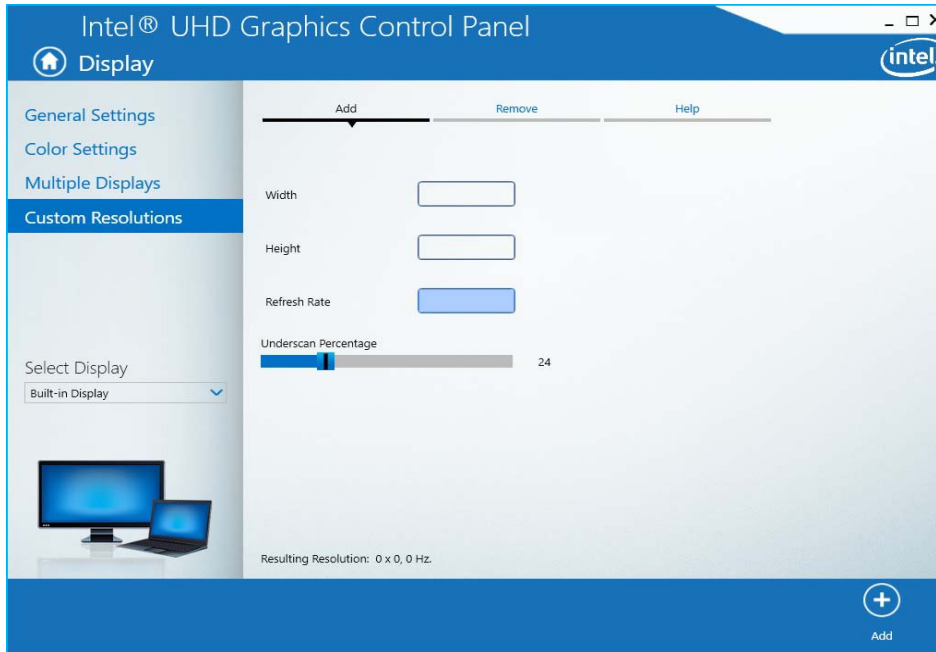 Intel® UHD Graphics Control Panel
Display
intel
General Settings
Color Settings
Multiple Displays
Custom Resolutions
Select Display
Built-in Display
Add Remove Help
Width
Height
Refresh Rate
Underscan Percentage
24
Resulting Resolution: 0 x 0, 0 Hz.
Add